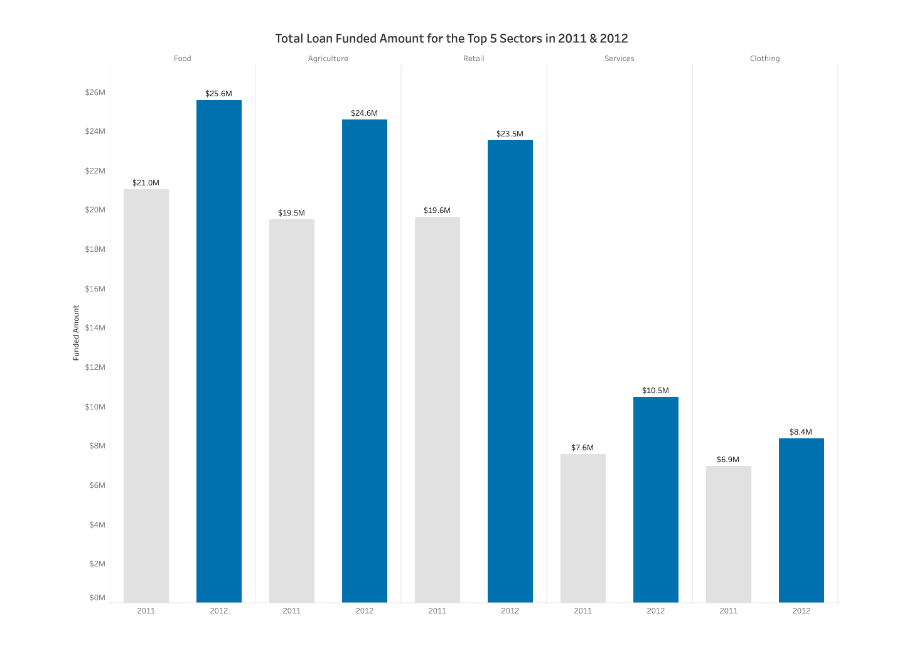 Total Loan Funded Amount for the Top 5 Sectors in 2011 & 2012
Food Agriculture Retail Services Clothing
Funded Amount
$26M
$24M
$22M
$20M
$18M
$16M
$14M
$12M
$10M
$8M
$6M
$4M
$2M
$0M
$21.0M
$25.6M
$19.5M
$24.6M
$19.6M
$23.5M
$7.6M
$10.5M
$6.9M
$8.4M
2011 2012 2011 2012 2011 2012 2011 2012 2011 2012